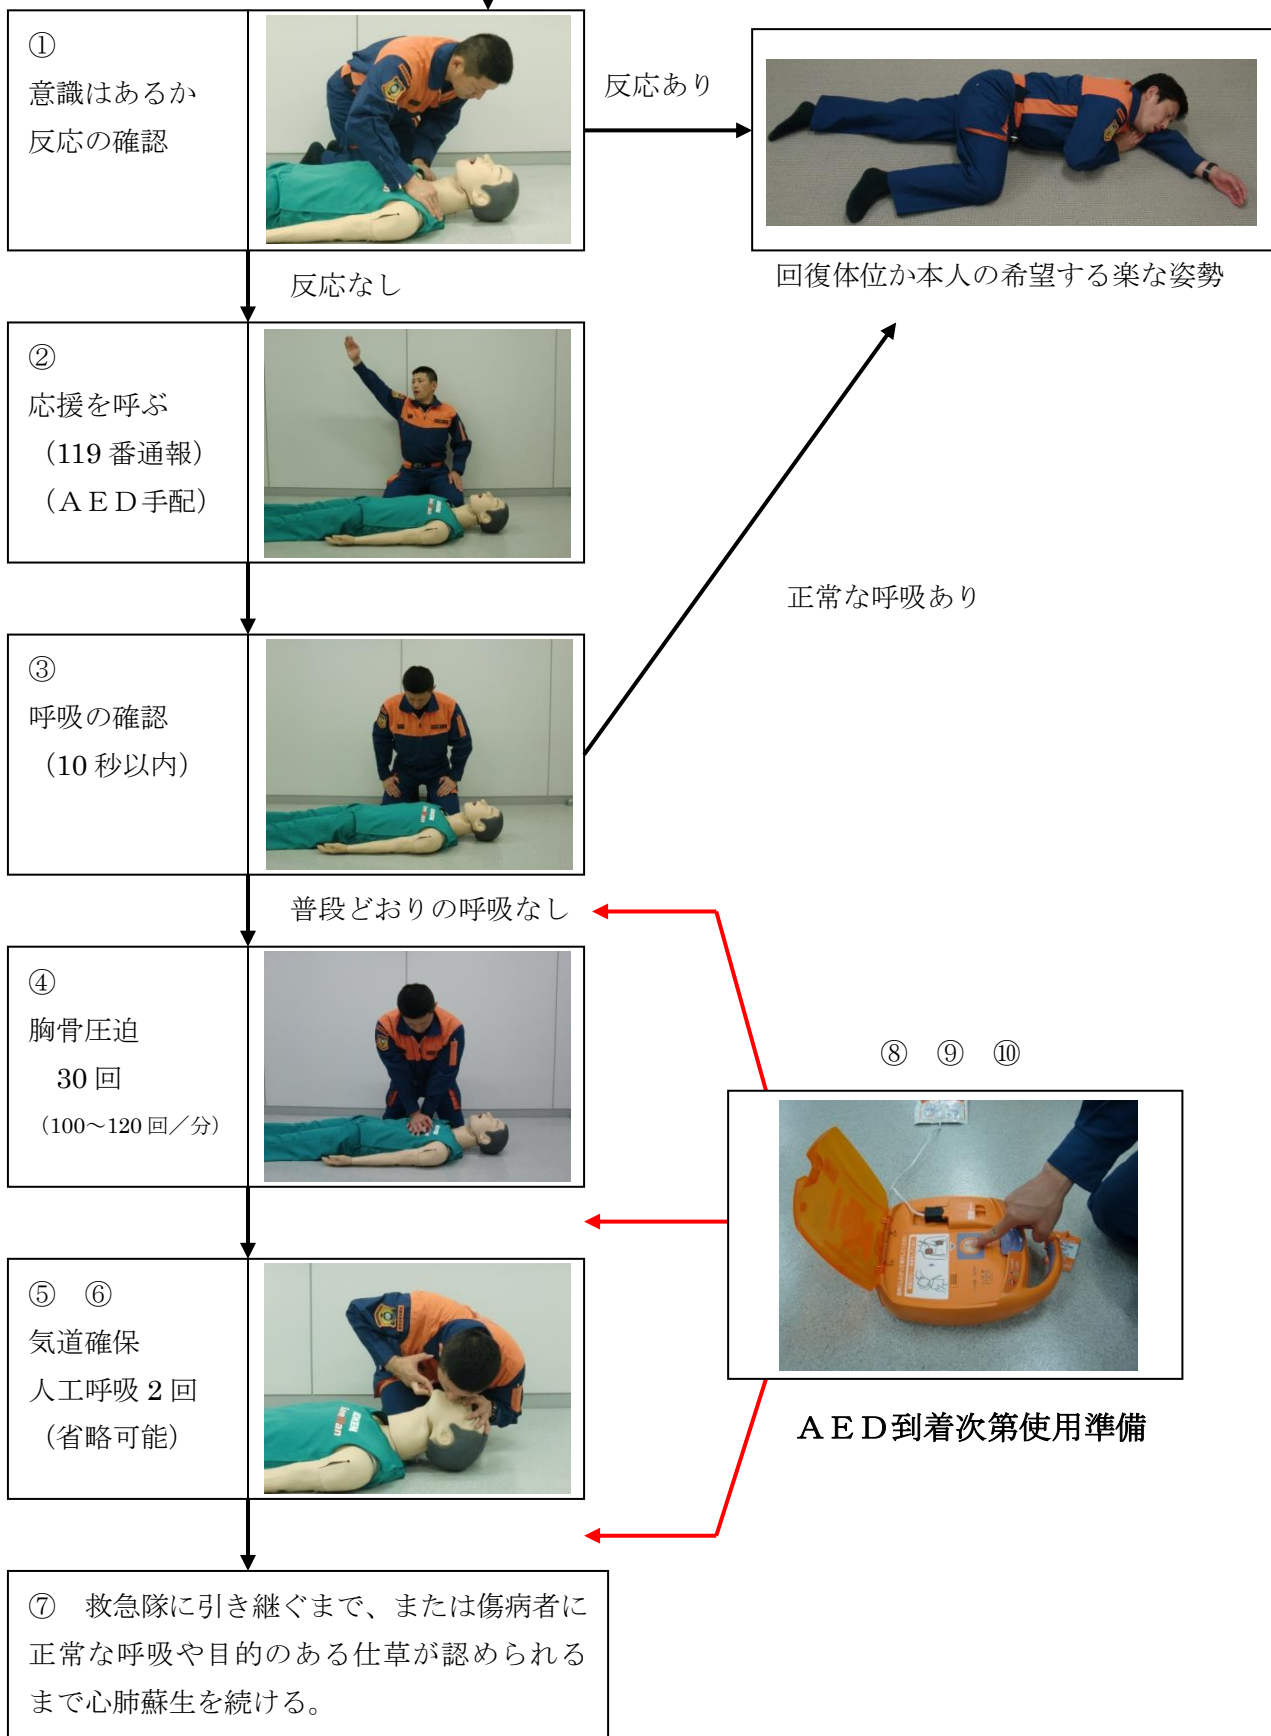 ①
意識はあるか
反応の確認
反応あり
回復体位か本人の希望する楽な姿勢
反応なし
②
応援を呼ぶ
（119 番通報）
（ＡＥＤ手配）
正常な呼吸あり
③
呼吸の確認
（10 秒以内）
普段どおりの呼吸なし
④
胸骨圧迫
30 回
（100～120 回／分）
⑧ ⑨ ⑩
ＡＥＤ到着次第使用準備
⑤ ⑥
気道確保
人工呼吸 2 回
（省略可能）
⑦ 救急隊に引き継ぐまで、または傷病者に
正常な呼吸や目的のある仕草が認められる
まで心肺蘇生を続ける。